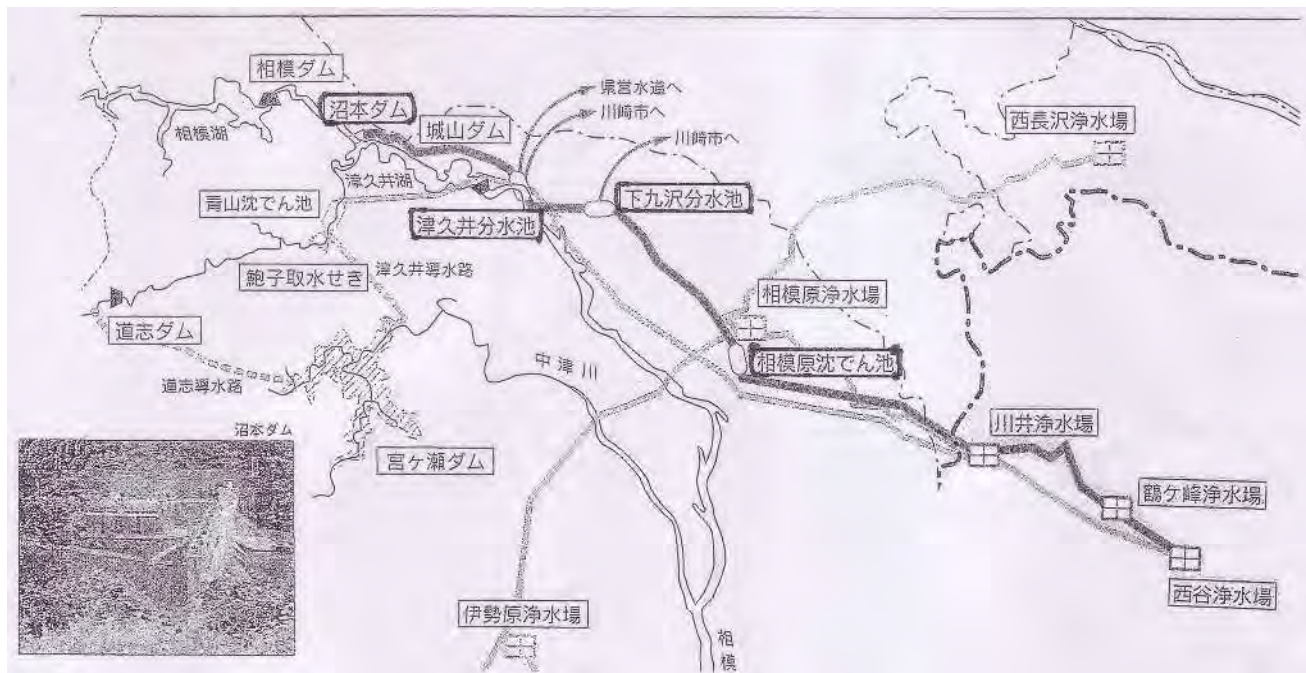 相模ダム
沼本ダム
城山ダム
県営水道へ
川崎市へ
川崎市へ
西長沢浄水場
相模湖
津久井湖
青山沈でん池
津久井分水池
下九沢分水池
鮑子取水せき
津久井導水路
相模原浄水場
道志ダム
相模原沈でん池
中津川
道志導水路
沼本ダム
宮ヶ瀬ダム
川井浄水場
鶴ケ峰浄水場
西谷浄水場
伊勢原浄水場
相模